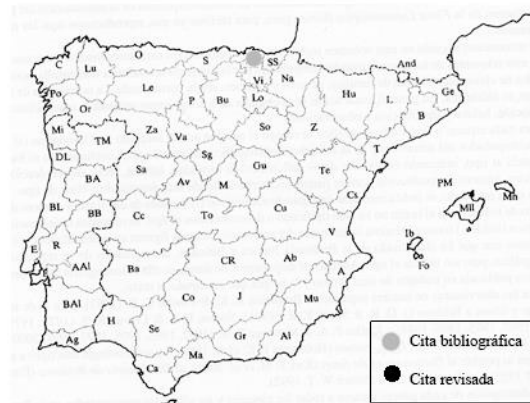 C Lu O S SS And
Po Le Vi Na Ge
Or P Bu Lo Hu L B
Mi TM Za Va So Z T
DL Sg
BA Sa Av M Gu Te
PM Mn
BL BB Cc To Cu Cs Mll
E R V Ib
AAl Ba CR Ab Fo
BAl Co J A
H Se Mu
Ag Gr Al
Ca Ma
Cita bibliográfica
Cita revisada